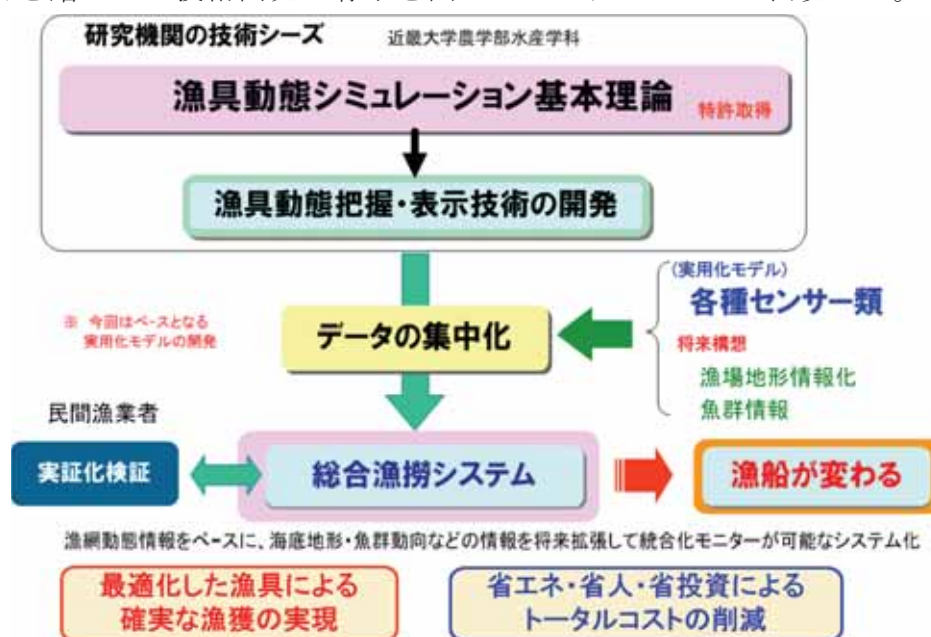 研究機関の技術シーズ
近畿大学農学部水産学科
漁具動態シミュレーション基本理論
特許取得
漁具動態把握・表示技術の開発
(実用化モデル)
各種センサー類
※ 今回はベースとなる
実用化モデルの開発
データの集中化
将来構想
漁場地形情報化
魚群情報
民間漁業者
実証化検証
総合漁撈システム
漁船が変わる
漁網動態情報をベースに、海底地形・魚群動向などの情報を将来拡張して統合化モニターが可能なシステム化
最適化した漁具による
確実な漁獲の実現
省エネ・省人・省投資による
トータルコストの削減